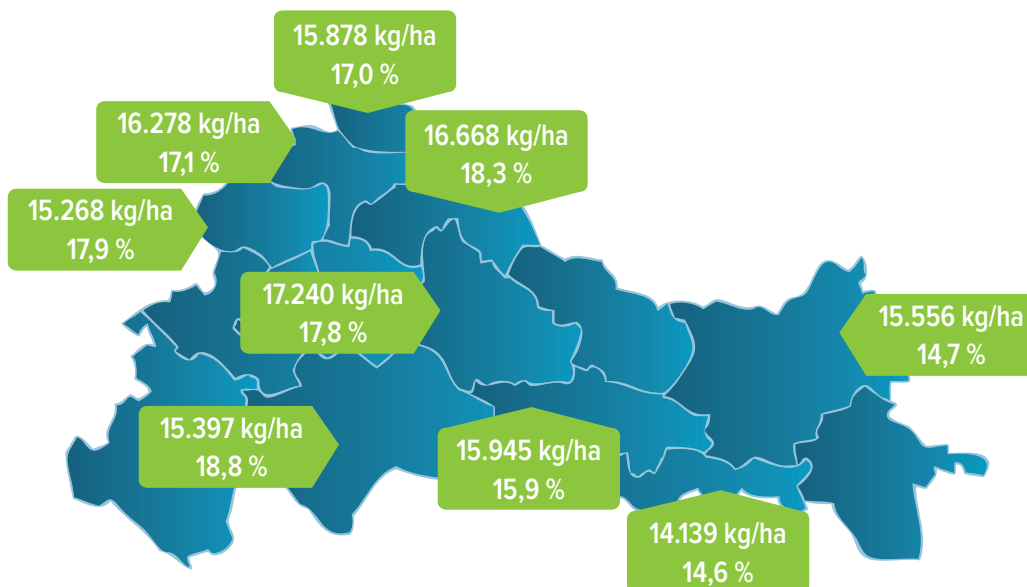 15.878 kg/ha
17,0 %
16.278 kg/ha
17,1 %
16.668 kg/ha
18,3 %
15.268 kg/ha
17,9 %
17.240 kg/ha
17,8 %
15.556 kg/ha
14,7 %
15.397 kg/ha
18,8 %
15.945 kg/ha
15,9 %
14.139 kg/ha
14,6 %